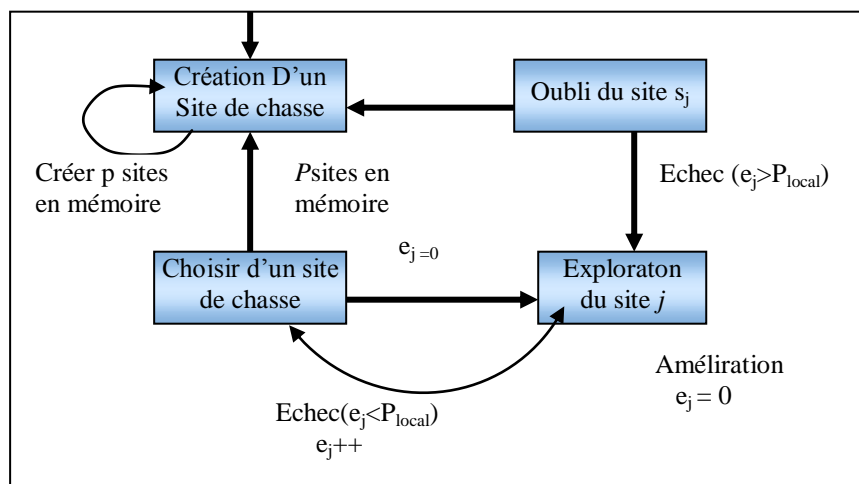 Création D'un
Site de chasse
Oubli du site sj
Créer p sites
en mémoire
Psites en
mémoire
Echec (ej>Plocal)
ej =0
Choisir d'un site
de chasse
Exploraton
du site j
Améliration
ej = 0
Echec(ej<Plocal)
ej++